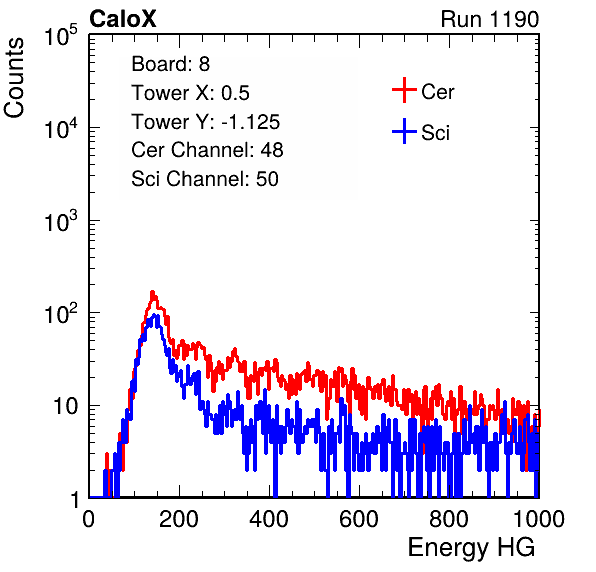 CaloX Run 1190
Counts
Board: 8
Tower X: 0.5
Tower Y: -1.125
Cer Channel: 48
Sci Channel: 50
Cer
Sci
10^5
10^4
10^3
10^2
10
1
0 200 400 600 800 1000
Energy HG